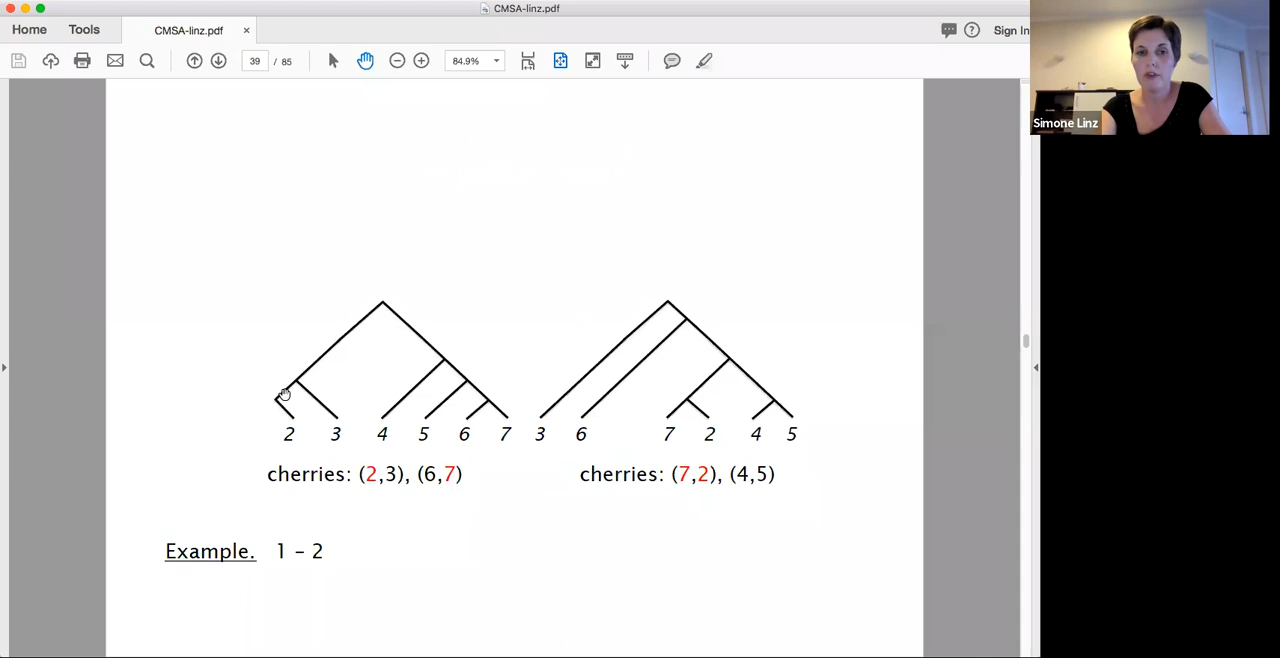 CMSA-linz.pdf
Home Tools CMSA-linz.pdf × Sign In
39 / 85 84.9%
Simone Linz
2 3 4 5 6 7 3 6 7 2 4 5
cherries: (2,3), (6,7) cherries: (7,2), (4,5)
Example. 1 – 2